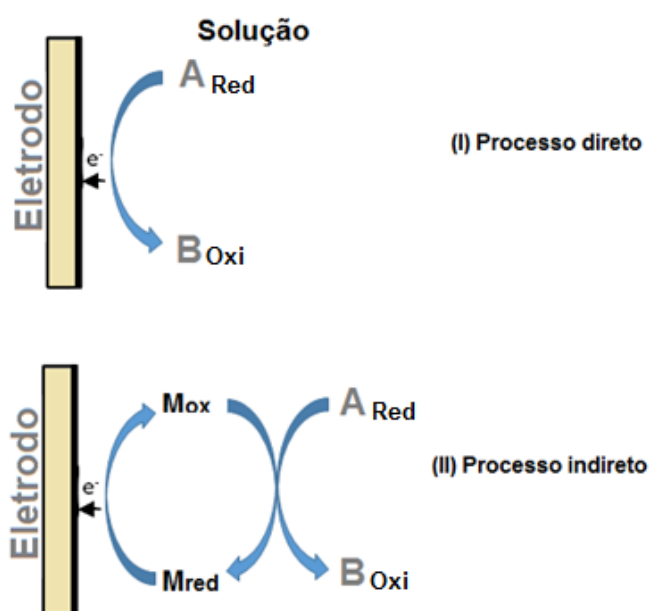 Solução
Eletrodo
A Red
e-
B Oxi
(I) Processo direto
Eletrodo
Mox
A Red
e-
Mred
B Oxi
(II) Processo indireto